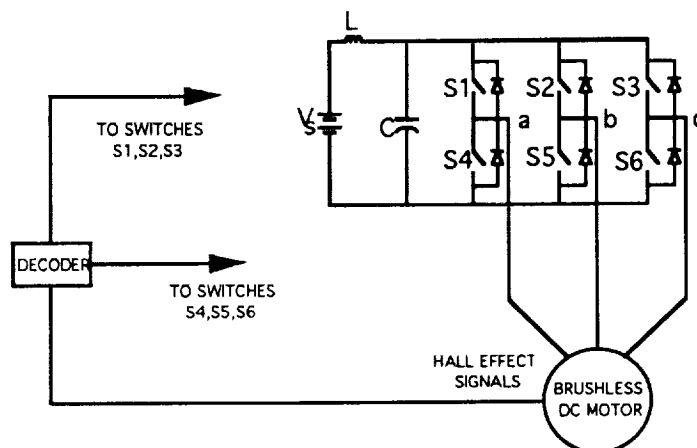 L
S1
S2
S3
Vs
C
a
b
c
S4
S5
S6
TO SWITCHES
S1,S2,S3
DECODER
TO SWITCHES
S4,S5,S6
HALL EFFECT
SIGNALS
BRUSHLESS
DC MOTOR